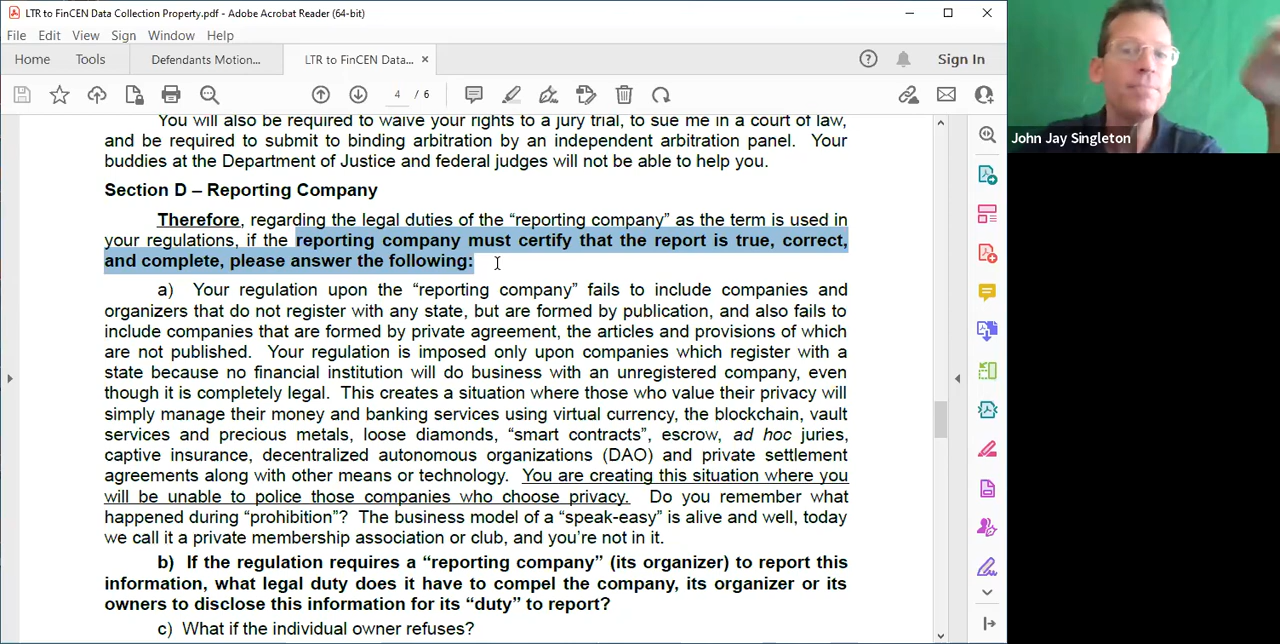 LTR to FinCEN Data Collection Property.pdf - Adobe Acrobat Reader (64-bit)
File Edit View Sign Window Help
Home Tools Defendants Motion... LTR to FinCEN Data... × Sign In
4 / 6
John Jay Singleton
You will also be required to waive your rights to a jury trial, to sue me in a court of law,
and be required to submit to binding arbitration by an independent arbitration panel. Your
buddies at the Department of Justice and federal judges will not be able to help you.
Section D – Reporting Company
Therefore, regarding the legal duties of the “reporting company” as the term is used in
your regulations, if the reporting company must certify that the report is true, correct,
and complete, please answer the following:
a) Your regulation upon the “reporting company” fails to include companies and
organizers that do not register with any state, but are formed by publication, and also fails to
include companies that are formed by private agreement, the articles and provisions of which
are not published. Your regulation is imposed only upon companies which register with a
state because no financial institution will do business with an unregistered company, even
though it is completely legal. This creates a situation where those who value their privacy will
simply manage their money and banking services using virtual currency, the blockchain, vault
services and precious metals, loose diamonds, “smart contracts”, escrow, ad hoc juries,
captive insurance, decentralized autonomous organizations (DAO) and private settlement
agreements along with other means or technology. You are creating this situation where you
will be unable to police those companies who choose privacy. Do you remember what
happened during “prohibition”? The business model of a “speak-easy” is alive and well, today
we call it a private membership association or club, and you’re not in it.
b) If the regulation requires a “reporting company” (its organizer) to report this
information, what legal duty does it have to compel the company, its organizer or its
owners to disclose this information for its “duty” to report?
c) What if the individual owner refuses?